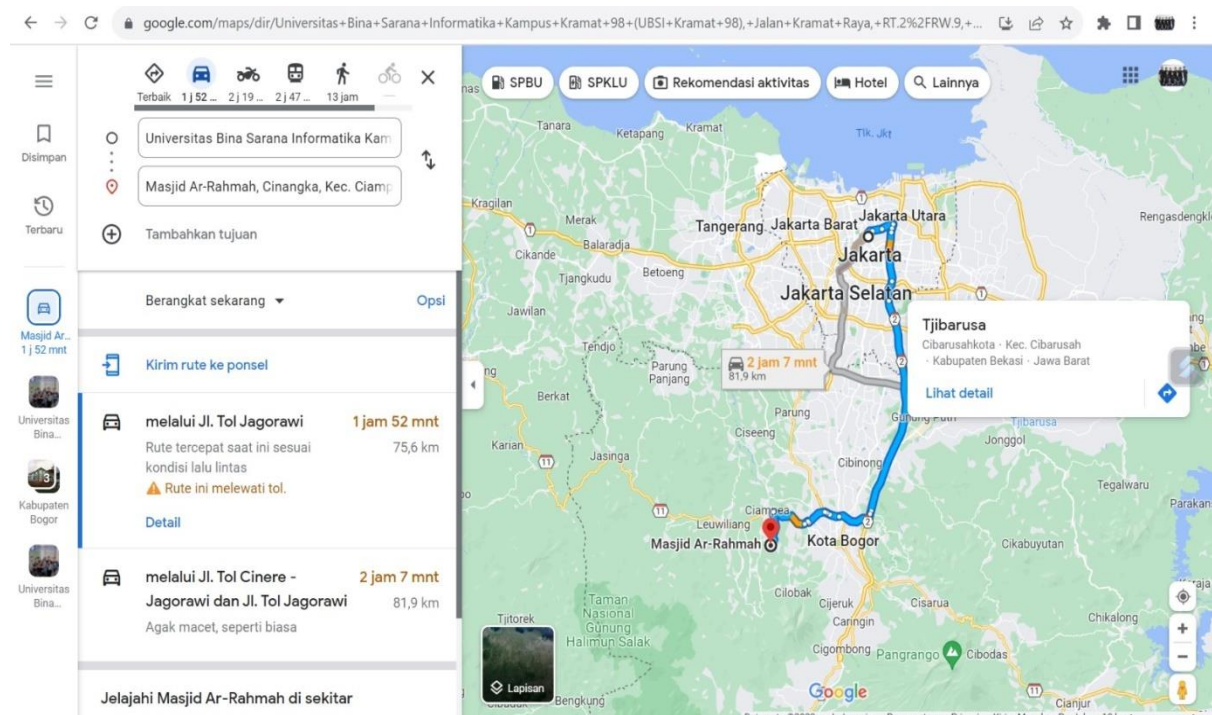 google.com/maps/dir/Universitas+Bina+Sarana+Informatika+Kampus+Kramat+98+(UBSI+Kramat+98),+Jalan+Kramat+Raya,+RT.2%2FRW.9,+...
Terbaik 1 j 52 ... 2 j 19 ... 2 j 47 ... 13 jam
Universitas Bina Sarana Informatika Kam
Masjid Ar-Rahmah, Cinangka, Kec. Ciamp
Tambahkan tujuan
Berangkat sekarang Opsi
Kirim rute ke ponsel
melalui Jl. Tol Jagorawi 1 jam 52 mnt
Rute tercepat saat ini sesuai 75,6 km
kondisi lalu lintas
Rute ini melewati tol.
Detail
melalui Jl. Tol Cinere - 2 jam 7 mnt
Jagorawi dan Jl. Tol Jagorawi 81,9 km
Agak macet, seperti biasa
Jelajahi Masjid Ar-Rahmah di sekitar
Disimpan
Terbaru
Masjid Ar...
1 j 52 mnt
Universitas
Bina...
3
Kabupaten
Bogor
Universitas
Bina...
SPBU SPKLU Rekomendasi aktivitas Hotel Lainnya
Tanara Ketapang Kramat Tlk. Jkt
Kragilan
Merak Tangerang Jakarta Barat Jakarta Utara Rengasdengkl
Cikande Balaradja Jakarta
Tjangkudu Betoeng
Jakarta Selatan
Jawilan
Tjibarusa
Cibarusahkota · Kec. Cibarusah
· Kabupaten Bekasi · Jawa Barat
Lihat detail
Tendjo Parung
Panjang
2 jam 7 mnt
81,9 km
Berkat Parung Tjibarusa
Ciseeng Jonggol
Karian Jasinga Cibinong
11
Tegalwaru
Parakan
11 Ciampea
Leuwiliang
Masjid Ar-Rahmah Kota Bogor Cikabuyutan
2
Cilobak Cijeruk Cisarua
Taman
Nasional
Gunung
Halimun Salak
Tjitorek Caringin Chikalong
Cigombong Pangrango Cibodas
Lapisan
Bengkung Google 11 Cianjur